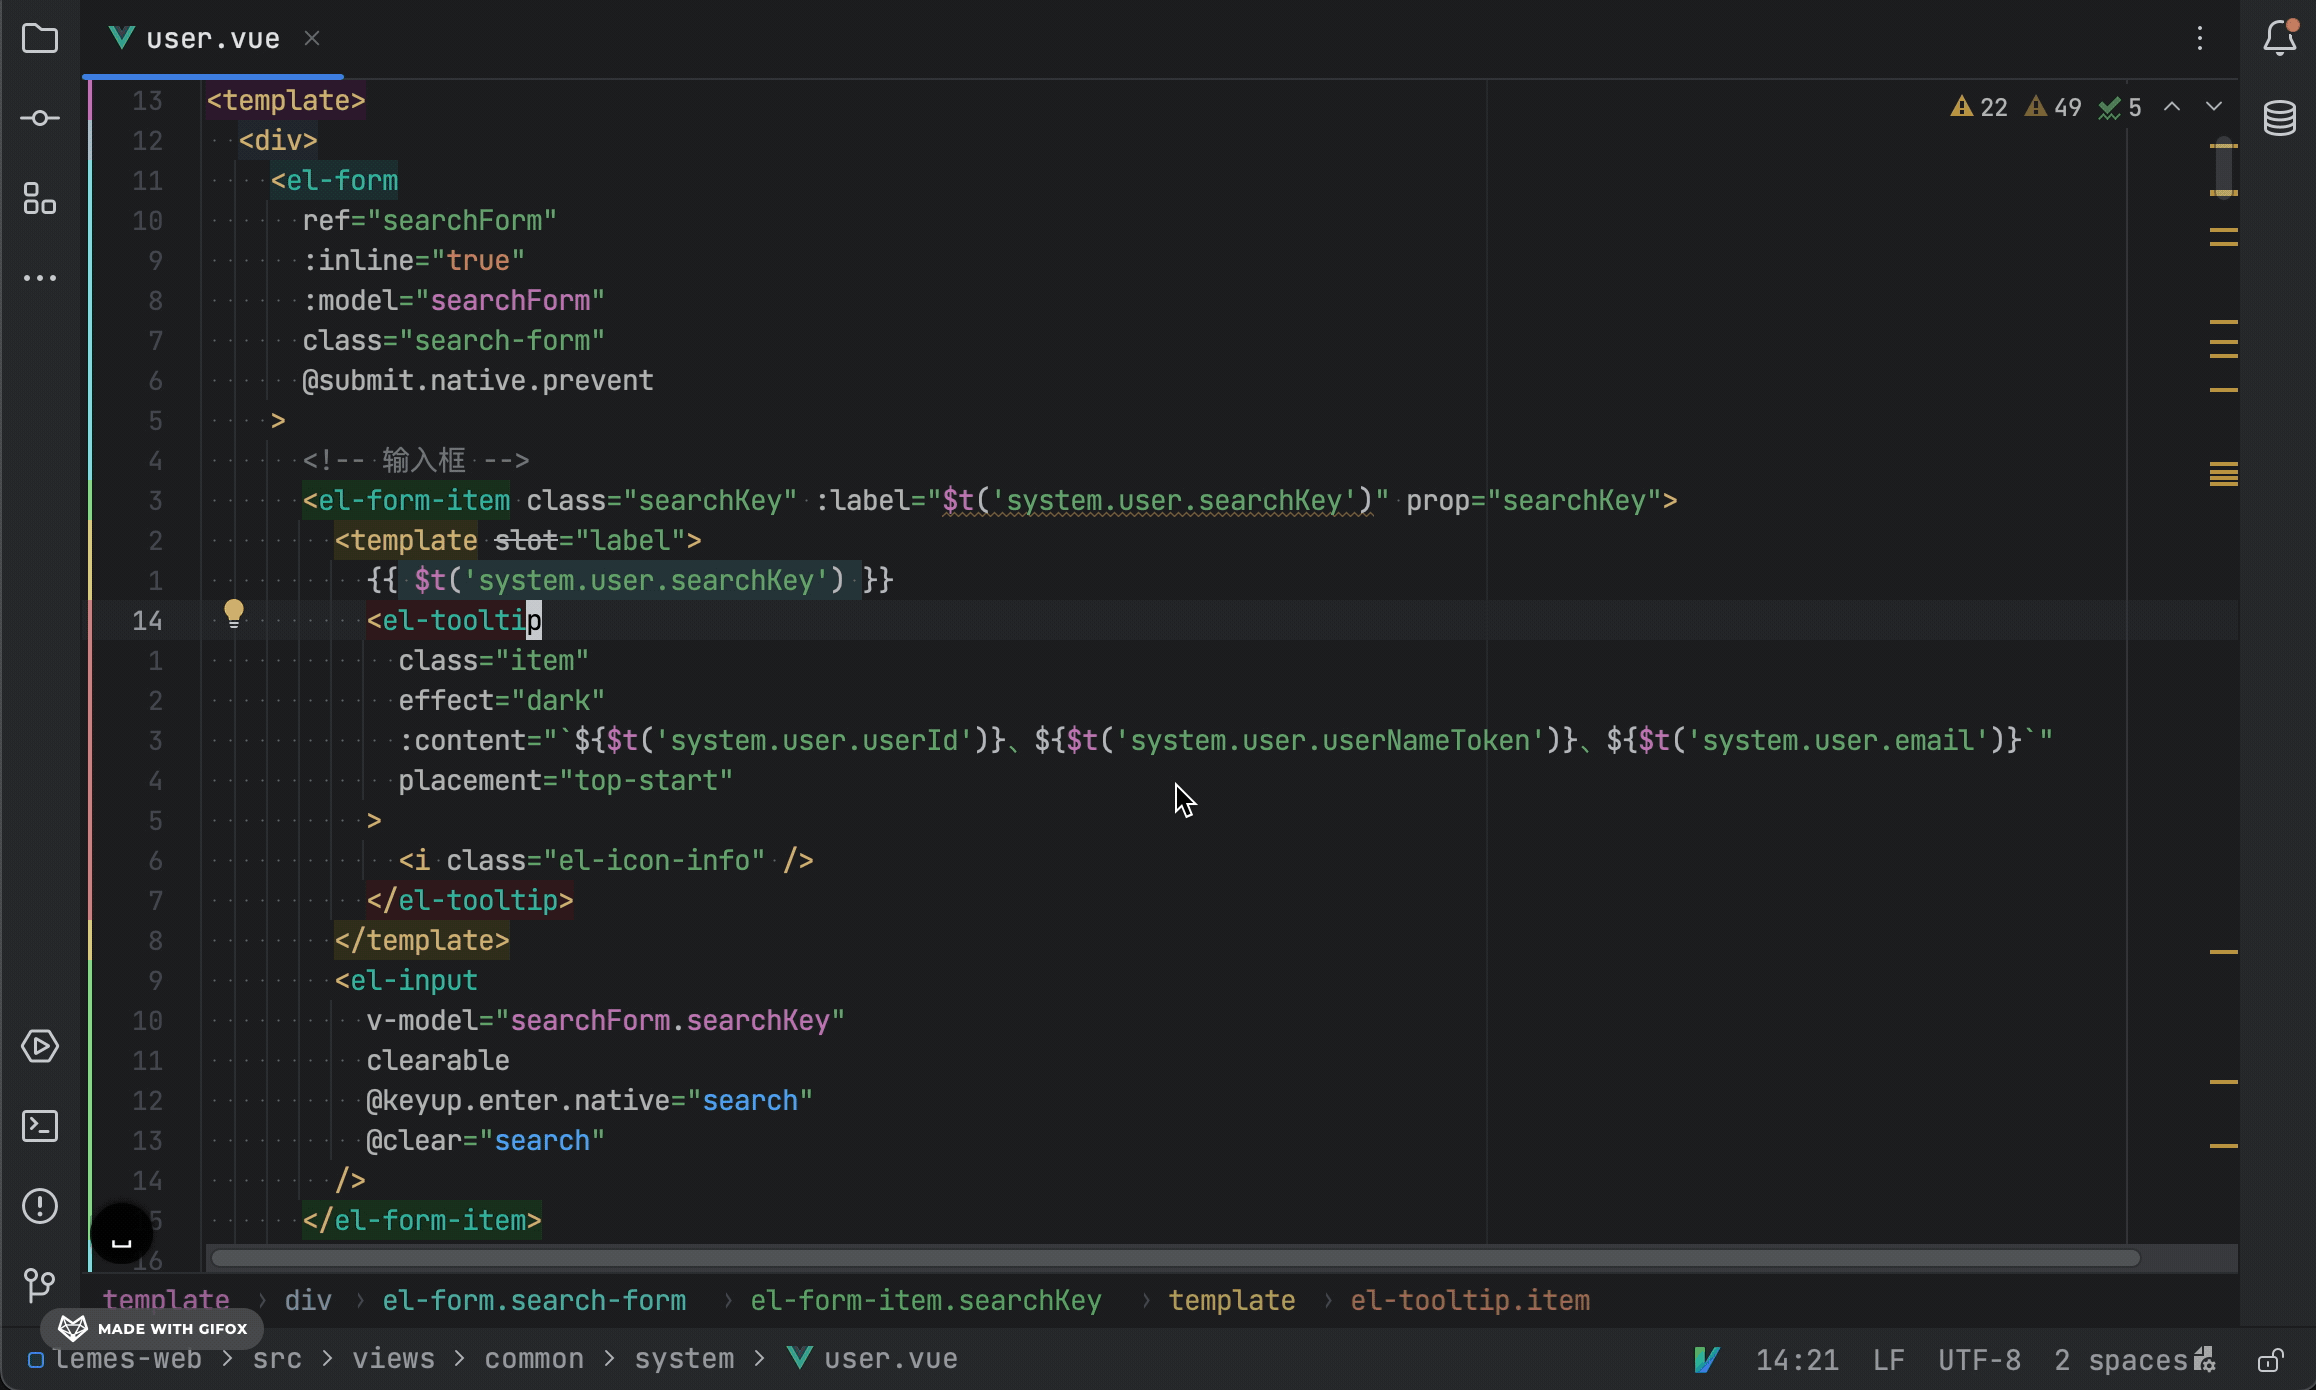 user.vue
22 49 5
13 <template>
12 <div>
11 <el-form
10 ref="searchForm"
9 :inline="true"
8 :model="searchForm"
7 class="search-form"
6 @submit.native.prevent
5 >
4 <!-- 输入框 -->
3 <el-form-item class="searchKey" :label="$t('system.user.searchKey')" prop="searchKey">
2 <template slot="label">
1 {{ $t('system.user.searchKey') }}
14 <el-tooltip
1 class="item"
2 effect="dark"
3 :content="`${$t('system.user.userId')}、${$t('system.user.userNameToken')}、${$t('system.user.email')}`"
4 placement="top-start"
5 >
6 <i class="el-icon-info" />
7 </el-tooltip>
8 </template>
9 <el-input
10 v-model="searchForm.searchKey"
11 clearable
12 @keyup.enter.native="search"
13 @clear="search"
14 />
5 </el-form-item>
16
template › div › el-form.search-form › el-form-item.searchKey › template › el-tooltip.item
MADE WITH GIFOX
lemes-web > src > views > common > system > user.vue 14:21 LF UTF-8 2 spaces